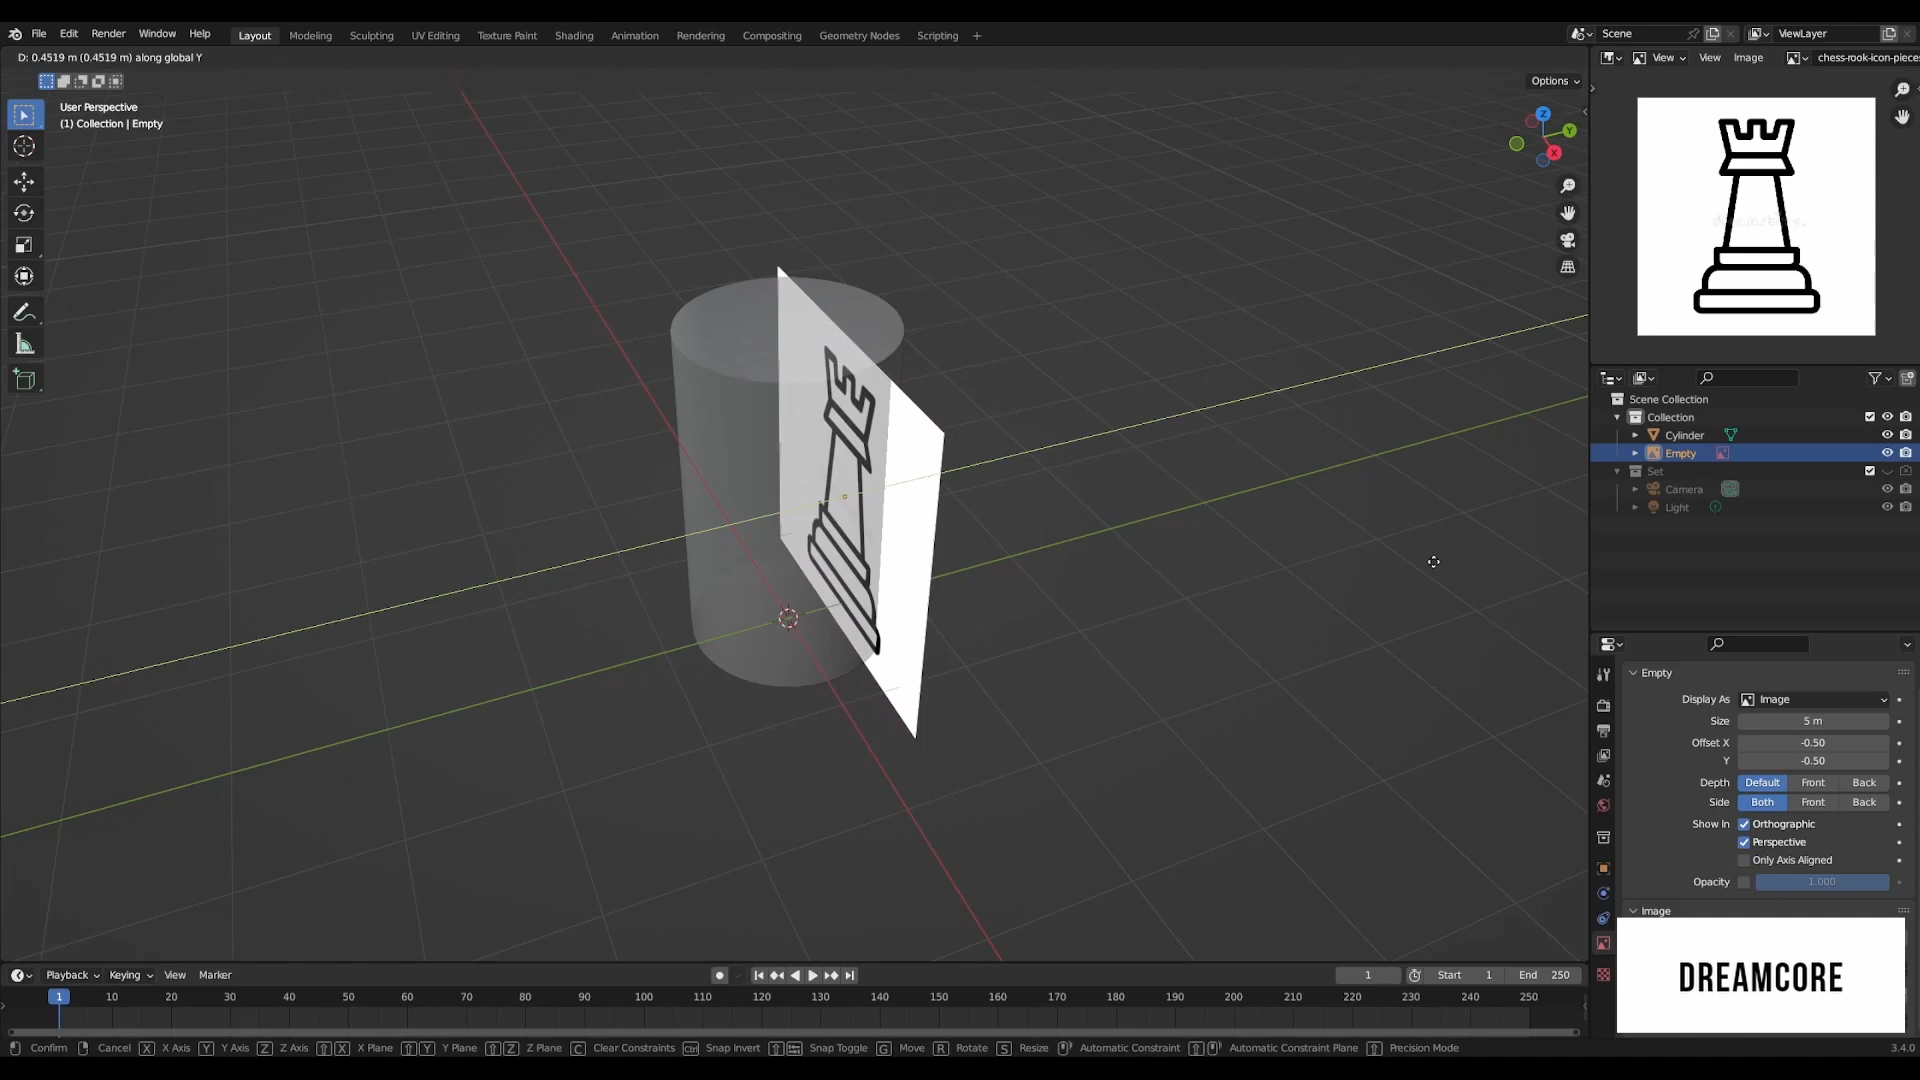 File Edit Render Window Help Layout Modeling Sculpting UV Editing Texture Paint Shading Animation Rendering Compositing Geometry Nodes Scripting + Scene ViewLayer
D: 0.4519 m (0.4519 m) along global Y
View View Image chess-rook-icon-pieces
Options
User Perspective
(1) Collection | Empty
Z
Y
X
Scene Collection
Collection
Cylinder
Empty
Set
Camera
Light
Empty
Display As Image
Size 5 m
Offset X -0.50
Y -0.50
Depth Default Front Back
Side Both Front Back
Show In Orthographic
Perspective
Only Axis Aligned
Opacity 1.000
Image
DREAMCORE
Playback Keying View Marker 1 Start 1 End 250
1 10 20 30 40 50 60 70 80 90 100 110 120 130 140 150 160 170 180 190 200 210 220 230 240 250
Confirm Cancel X X Axis Y Y Axis Z Z Axis X X Plane Y Y Plane Z Z Plane C Clear Constraints Ctrl Snap Invert Snap Toggle G Move R Rotate S Resize Automatic Constraint Automatic Constraint Plane Precision Mode 3.4.0